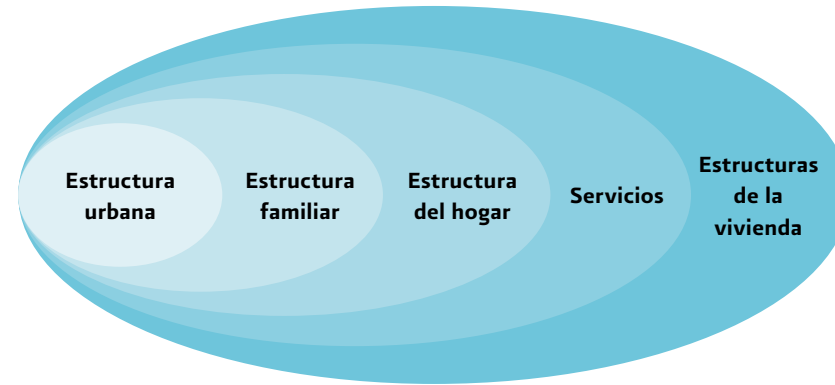 Estructura
urbana
Estructura
familiar
Estructura
del hogar
Servicios
Estructuras
de la
vivienda